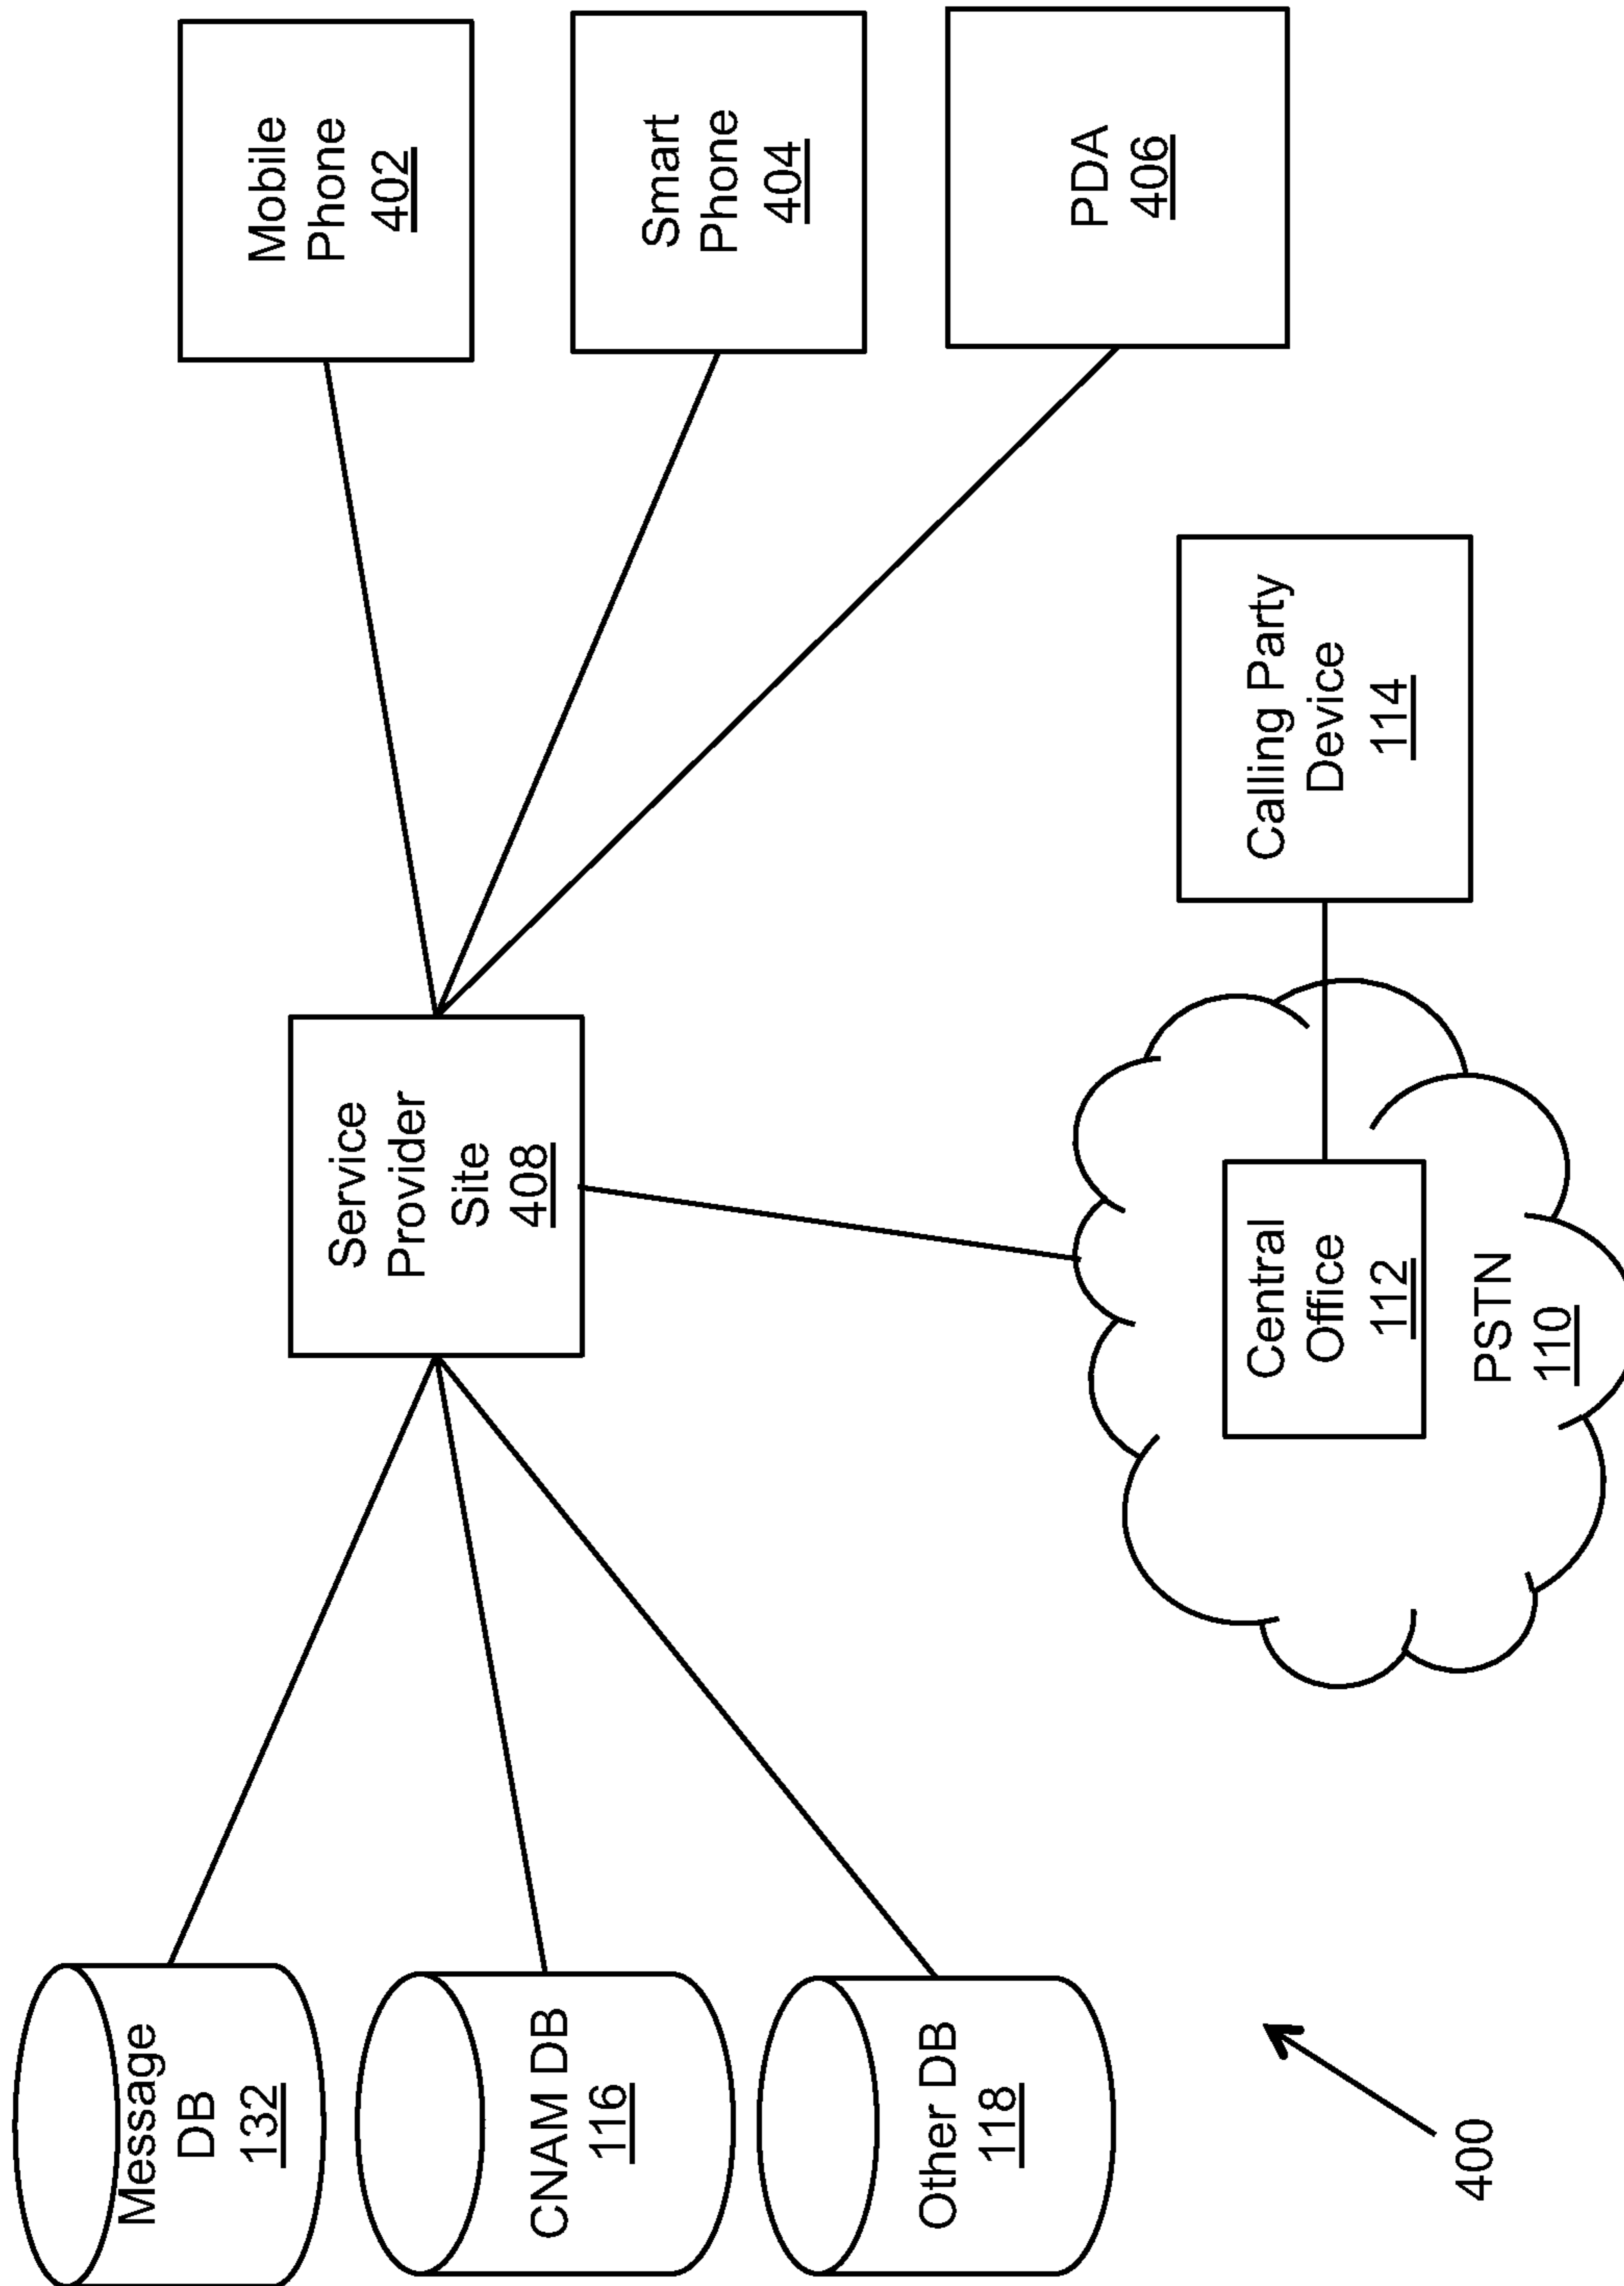 Message
DB
132
CNAM DB
116
Other DB
118
400
Service
Provider
Site
408
Central
Office
112
PSTN
110
Calling Party
Device
114
Mobile
Phone
402
Smart
Phone
404
PDA
406